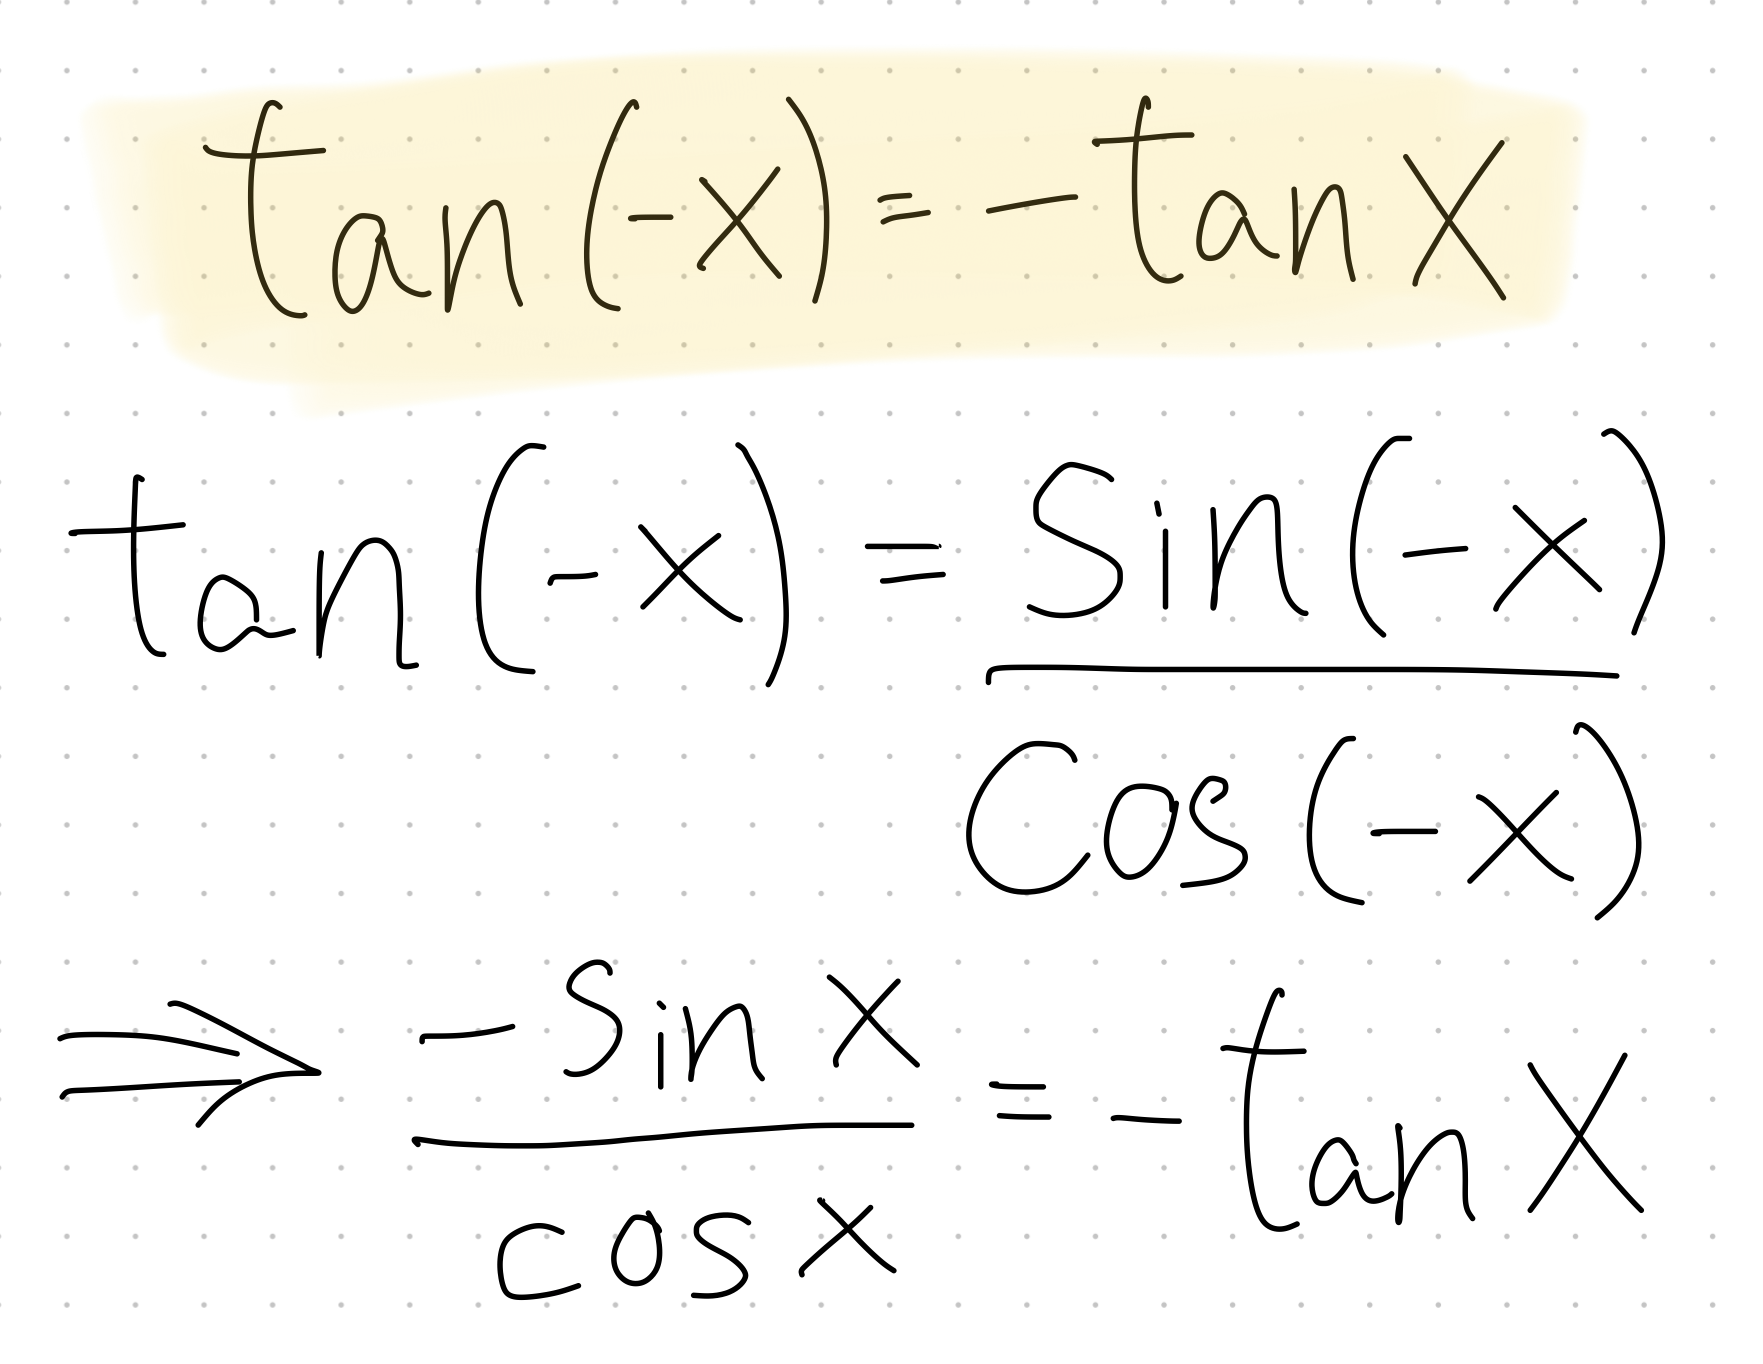 tan(-x) = -tan x
tan(-x) = sin(-x)
cos(-x)
⇒ -sin x = -tan x
cos x